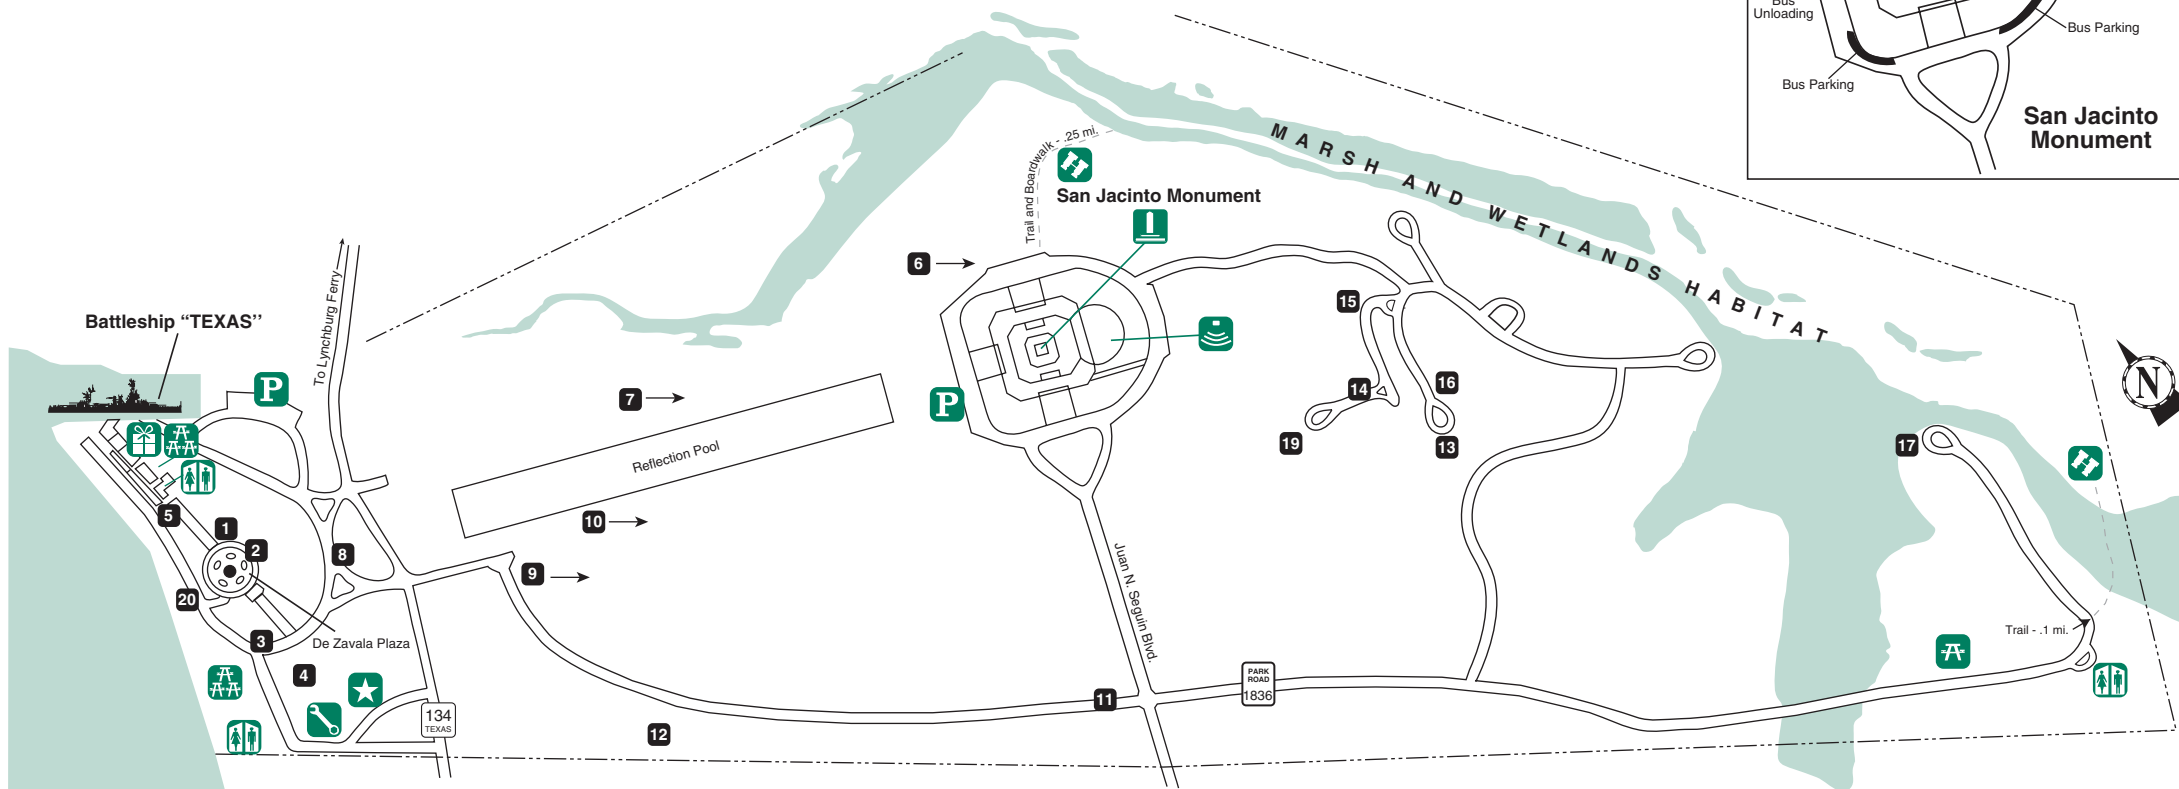 Bus
Unloading
Bus Parking
Bus Parking
San Jacinto
Monument
Trail and Boardwalk - .25 mi.
MARSH AND WETLANDS HABITAT
San Jacinto Monument
6
To Lynchburg Ferry
Battleship “TEXAS”
15
P
7
14
16
P
N
19
13
17
Reflection Pool
5
10
1
2
8
9
20
Juan N. Seguin Blvd.
3
De Zavala Plaza
Trail - .1 mi.
4
PARK
ROAD
1836
11
134
TEXAS
12